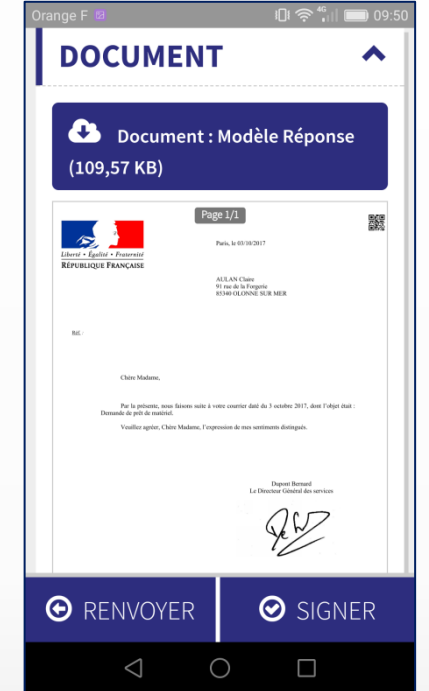 Orange F
4G
09:50
DOCUMENT
Document : Modèle Réponse
(109,57 KB)
Page 1/1
Liberté • Égalité • Fraternité
RÉPUBLIQUE FRANÇAISE
Paris, le 03/10/2017
AULAN Claire
91 rue de la Forgerie
85340 OLONNE SUR MER
Réf. :
Chère Madame,
Par la présente, nous faisons suite à votre courrier daté du 3 octobre 2017, dont l'objet était :
Demande de prêt de matériel.
Veuillez agréer, Chère Madame, l'expression de mes sentiments distingués.
Dupont Bernard
Le Directeur Général des services
RENVOYER
SIGNER